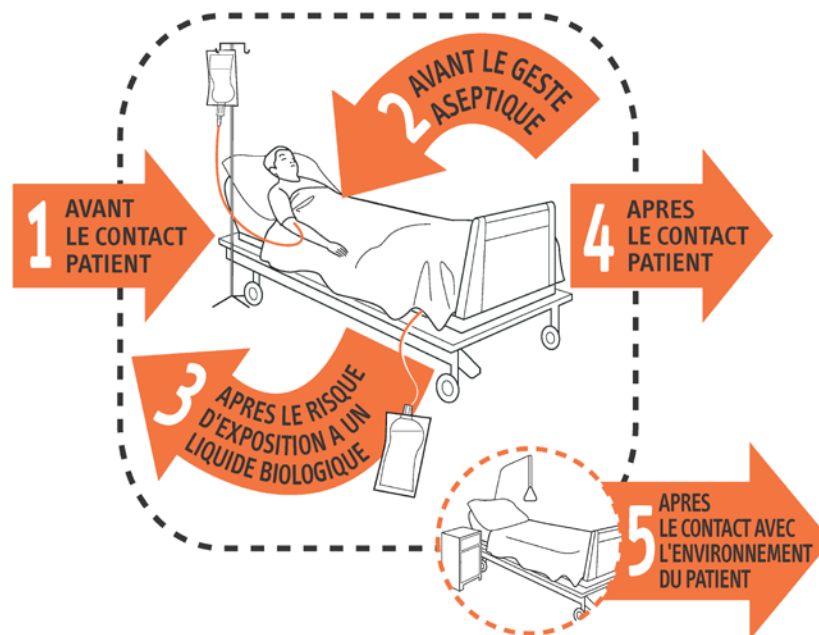 1
AVANT
LE CONTACT
PATIENT
2
AVANT LE GESTE
ASEPTIQUE
3
APRES LE RISQUE
D'EXPOSITION A UN
LIQUIDE BIOLOGIQUE
4
APRES
LE CONTACT
PATIENT
5
APRES
LE CONTACT AVEC
L'ENVIRONNEMENT
DU PATIENT